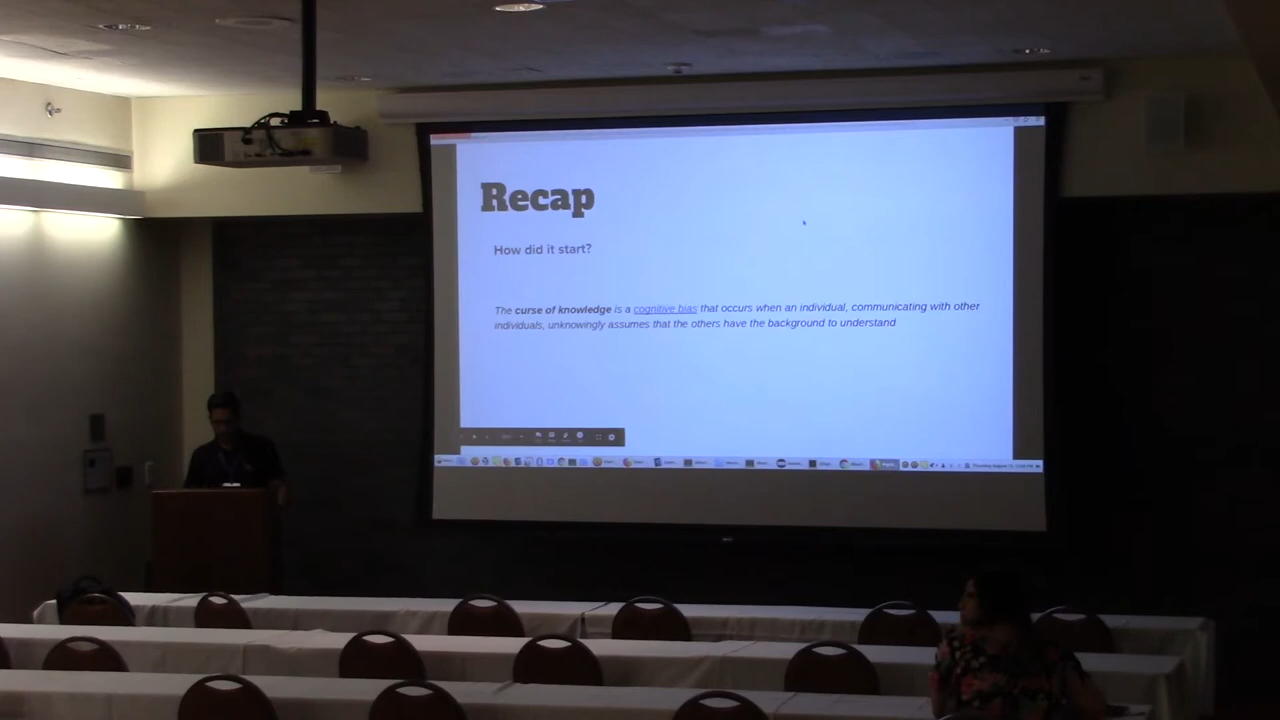 Recap
How did it start?
The curse of knowledge is a cognitive bias that occurs when an individual, communicating with other
individuals, unknowingly assumes that the others have the background to understand